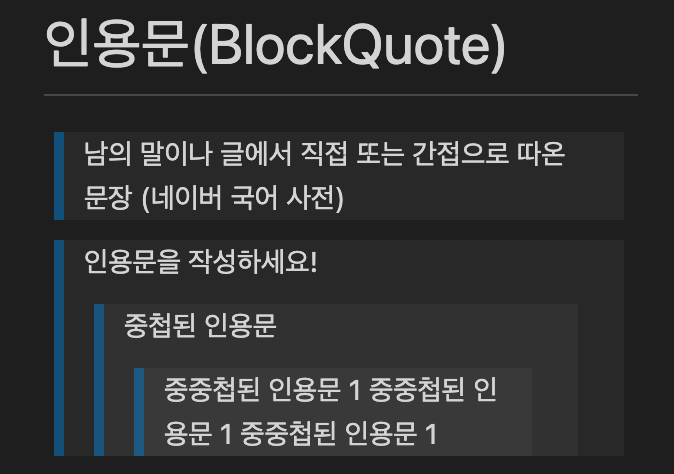 인용문(BlockQuote)
남의 말이나 글에서 직접 또는 간접으로 따온
문장 (네이버 국어 사전)
인용문을 작성하세요!
중첩된 인용문
중중첩된 인용문 1 중중첩된 인
용문 1 중중첩된 인용문 1